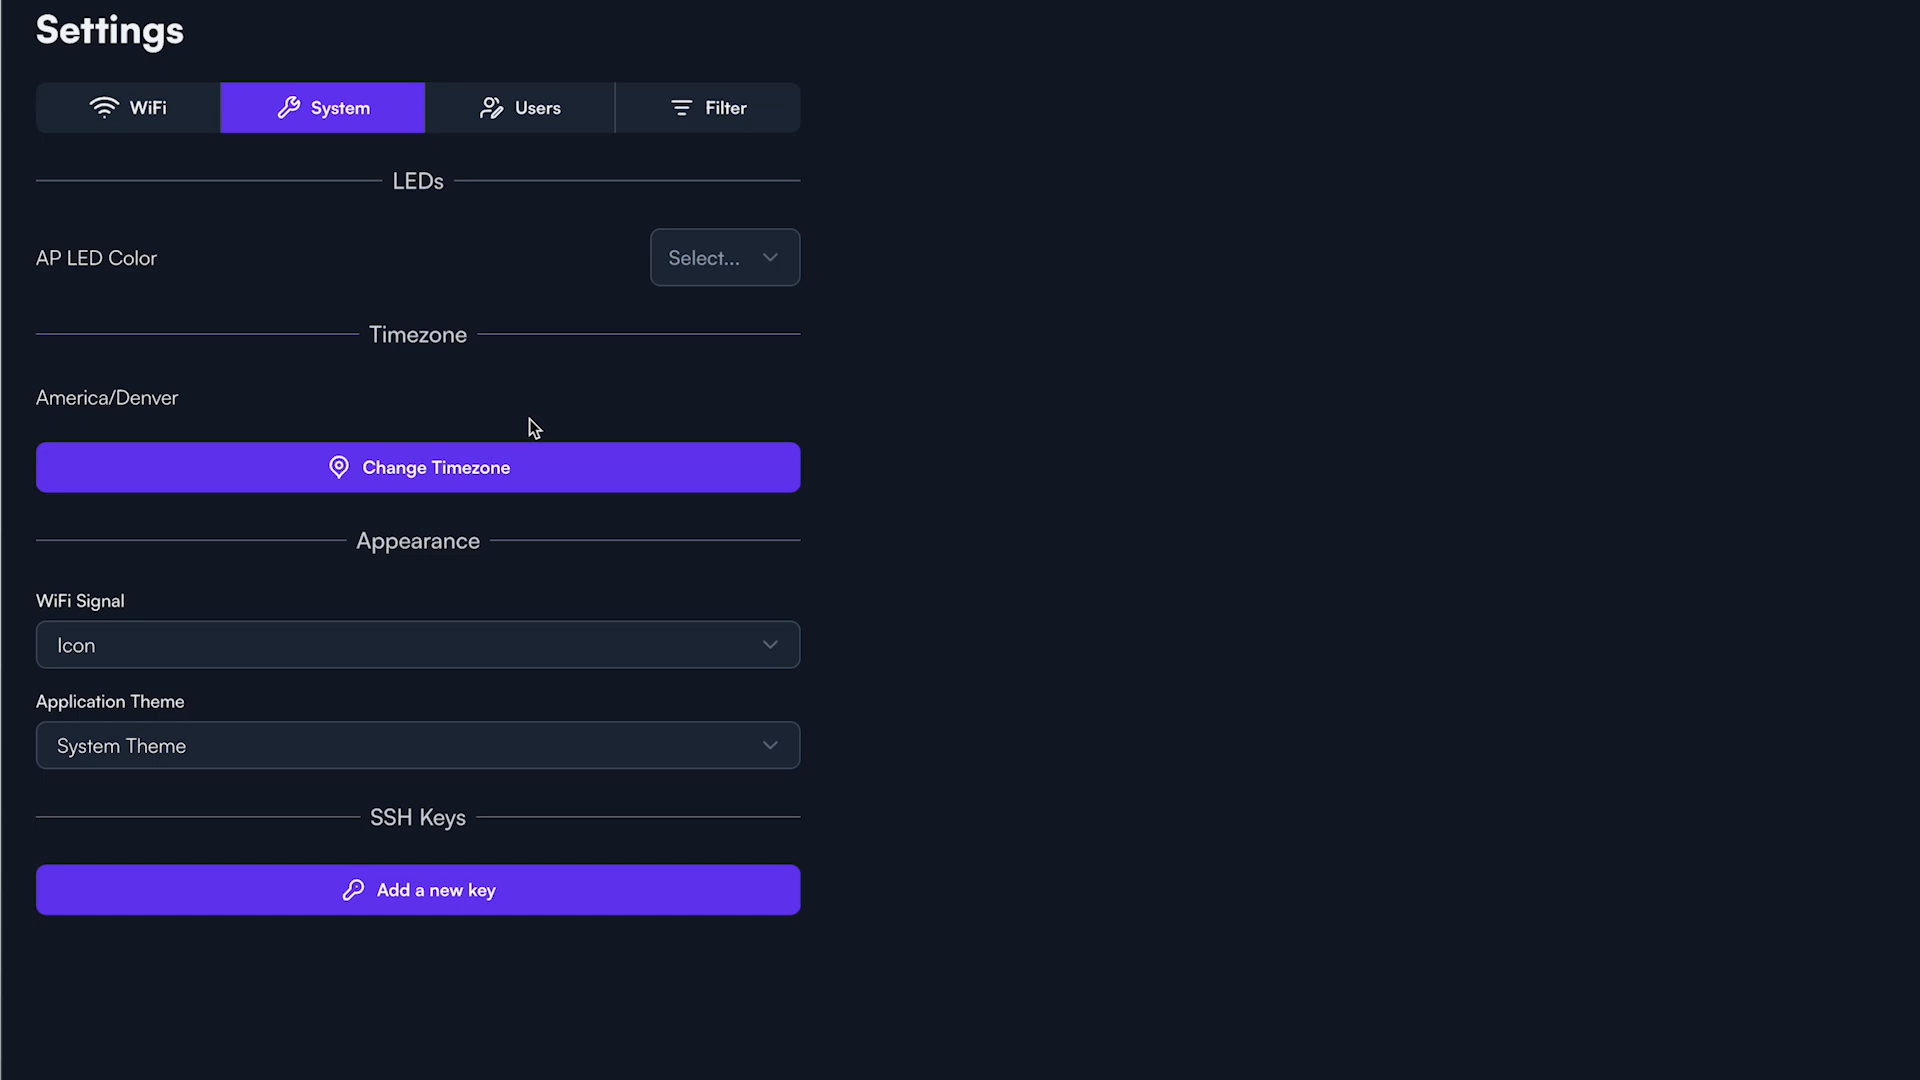 Settings
WiFi
System
Users
Filter
LEDs
AP LED Color
Select...
Timezone
America/Denver
Change Timezone
Appearance
WiFi Signal
Icon
Application Theme
System Theme
SSH Keys
Add a new key